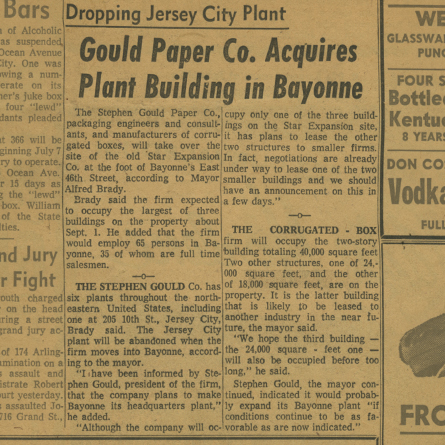 Bars
n of Alcoholic
as suspended
Ocean Avenue
ity. One was
owing a num-
erate on its
ner's juke box
four "lewd"
dants pleaded
at 366 will be
ginning July 7
ry to operate.
Ocean Ave.
r 15 days as
g the "lewd"
box. William
of the State
ities.
nd Jury
r Fight
outh charged
y on the head
uring a street
grand jury ac-
of 174 Arling-
amination on a
s assault and
istrate Robert
urt yesterday.
s assaulted Jo-
716 Grand St.,
Dropping Jersey City Plant
Gould Paper Co. Acquires
Plant Building in Bayonne
The Stephen Gould Paper Co.,
packaging engineers and consult-
ants, and manufacturers of corru-
gated boxes, will take over the
site of the old Star Expansion
Co. at the foot of Bayonne's East
46th Street, according to Mayor
Alfred Brady.
Brady said the firm expected
to occupy the largest of three
buildings on the property about
Sept. 1. He added that the firm
would employ 65 persons in Ba-
yonne, 35 of whom are full time
salesmen.
THE STEPHEN GOULD Co. has
six plants throughout the north-
eastern United States, including
one at 205 10th St., Jersey City,
Brady said. The Jersey City
plant will be abandoned when the
firm moves into Bayonne, accord-
ing to the mayor.
"I have been informed by Ste-
phen Gould, president of the firm,
that the company plans to make
Bayonne its headquarters plant,"
he added.
"Although the company will oc-
cupy only one of the three build-
ings on the Star Expansion site,
it has plans to lease the other
two structures to smaller firms.
In fact, negotiations are already
under way to lease one of the two
smaller buildings and we should
have an announcement on this in
a few days."
THE CORRUGATED - BOX
firm will occupy the two-story
building totaling 40,000 square feet
Two other structures, one of 24,-
000 square feet, and the other
of 18,000 square feet, are on the
property. It is the latter building
that is likely to be leased to
another industry in the near fu-
ture, the mayor said.
"We hope the third building —
the 24,000 square - feet one —
will also be occupied before too
long." he said.
Stephen Gould, the mayor con-
tinued, indicated it would probab-
ly expand its Bayonne plant "if
conditions continue to be as fa-
vorable as are now indicated."
WE
GLASSWA
PUNC
FOUR S
Bottle
Kentu
8 YEARS
DON CO
Vodka
FULL
FRO